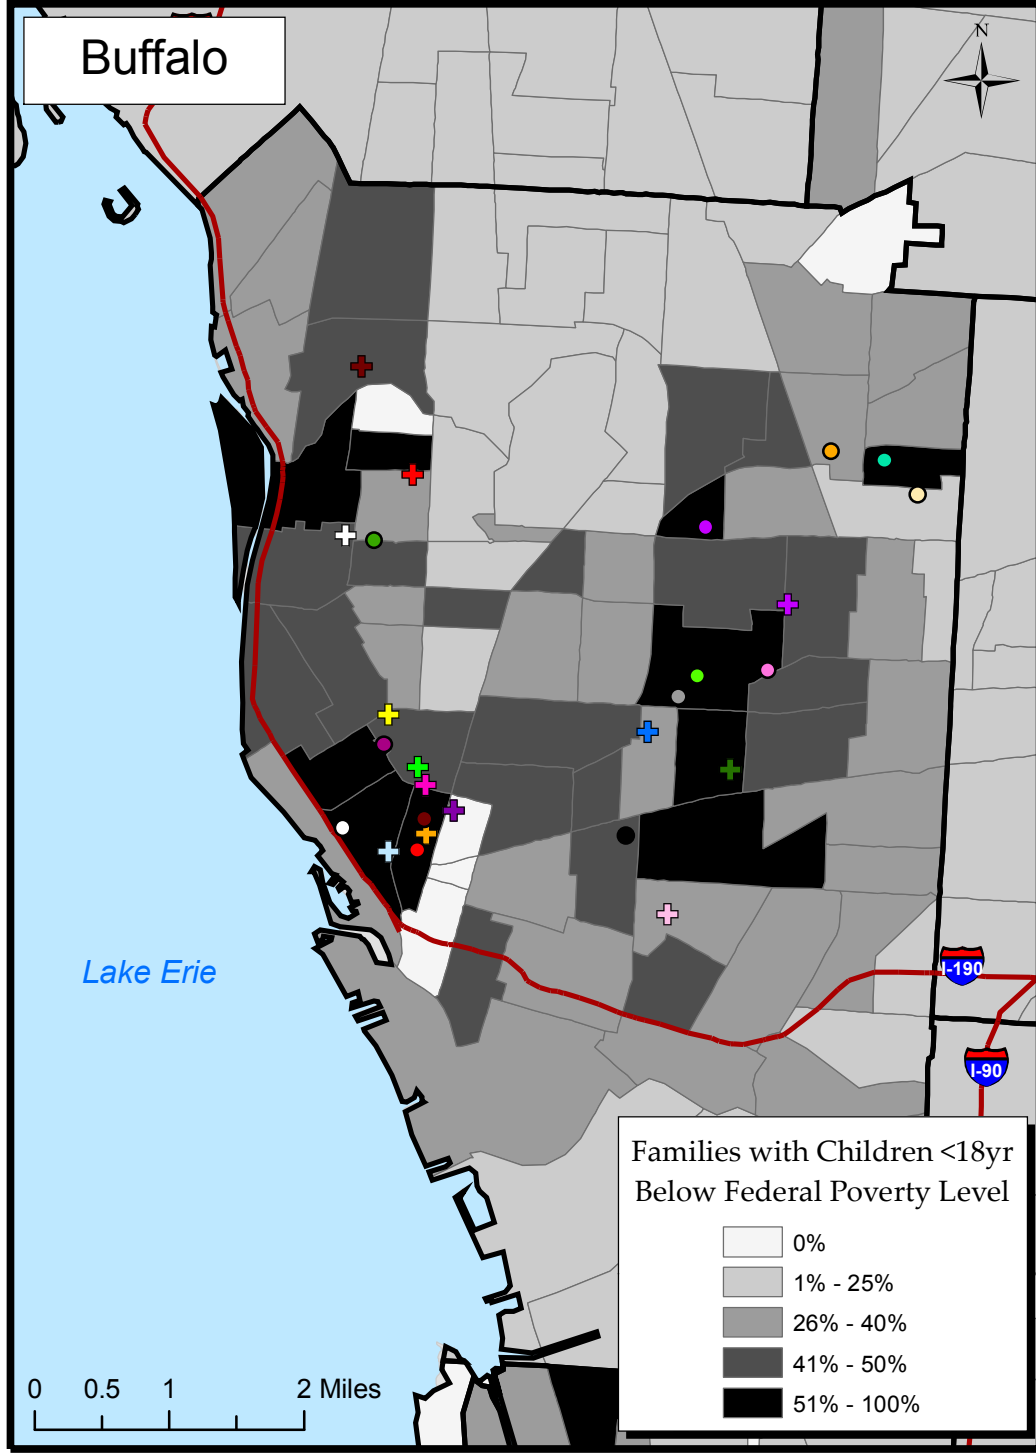 Buffalo
N
Lake Erie
I-190
I-90
Families with Children <18yr
Below Federal Poverty Level
0%
1% - 25%
26% - 40%
41% - 50%
51% - 100%
0 0.5 1 2 Miles